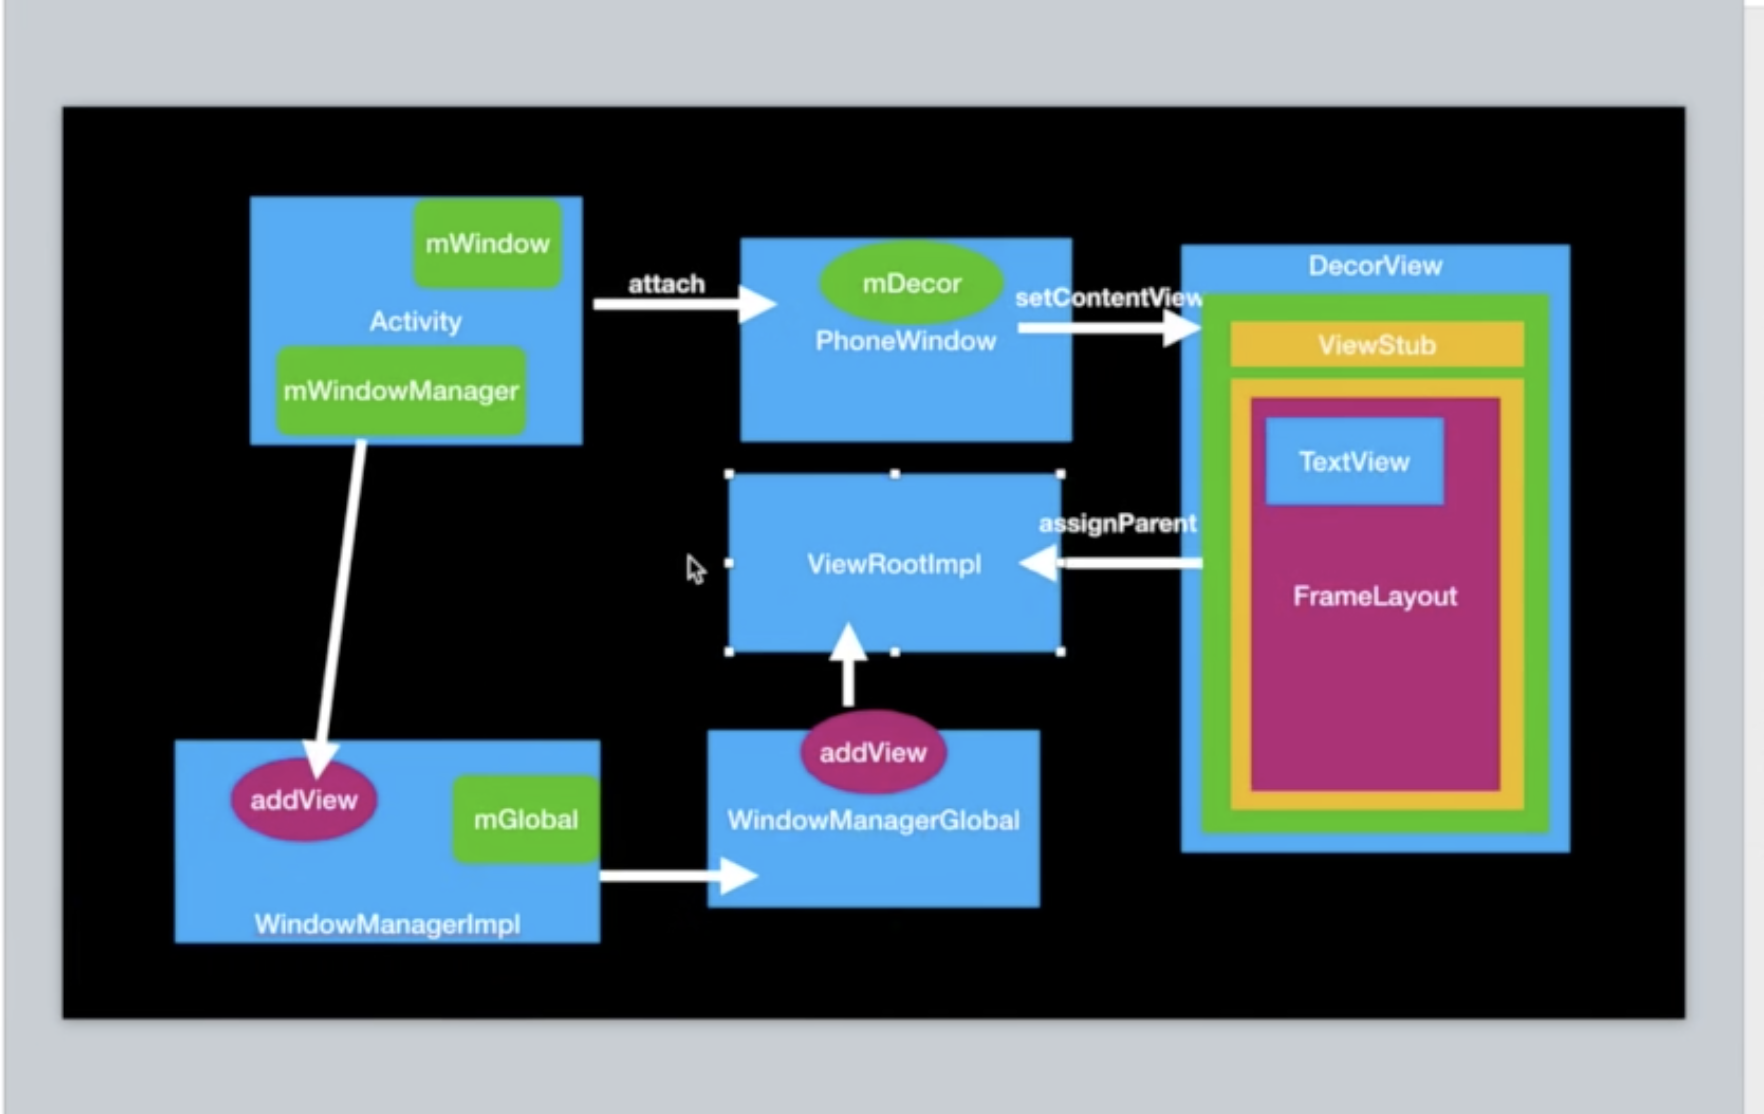 mWindow
Activity
mWindowManager
attach
mDecor
PhoneWindow
setContentView
DecorView
ViewStub
TextView
FrameLayout
assignParent
ViewRootImpl
addView
mGlobal
WindowManagerImpl
addView
WindowManagerGlobal